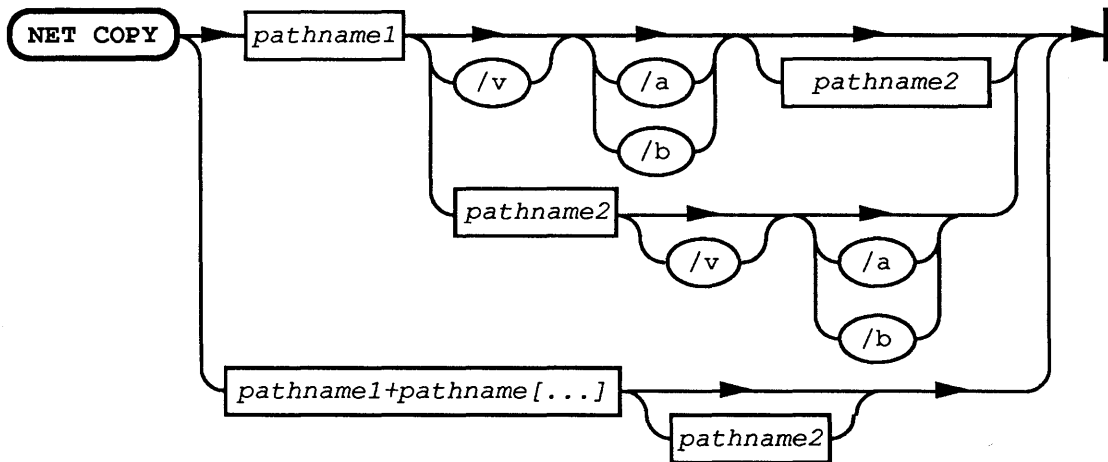 NET COPY
pathname1
/v
/a
/b
pathname2
pathname2
/v
/a
/b
pathname1+pathname[...]
pathname2